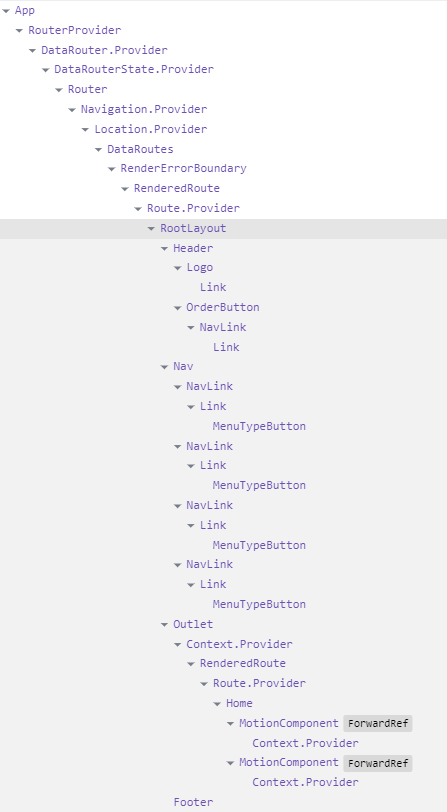 App
RouterProvider
DataRouter.Provider
DataRouterState.Provider
Router
Navigation.Provider
Location.Provider
DataRoutes
RenderErrorBoundary
RenderedRoute
Route.Provider
RootLayout
Header
Logo
Link
OrderButton
NavLink
Link
Nav
NavLink
Link
MenuTypeButton
NavLink
Link
MenuTypeButton
NavLink
Link
MenuTypeButton
NavLink
Link
MenuTypeButton
Outlet
Context.Provider
RenderedRoute
Route.Provider
Home
MotionComponent ForwardRef
Context.Provider
MotionComponent ForwardRef
Context.Provider
Footer